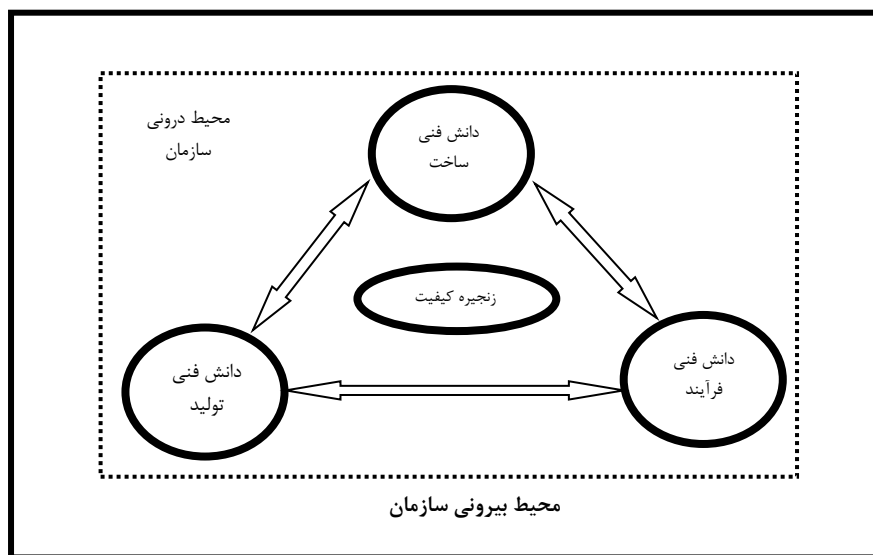 محیط درونی
سازمان
دانش فنی
ساخت
زنجیره کیفیت
دانش فنی
فرآیند
دانش فنی
تولید
محیط بیرونی سازمان